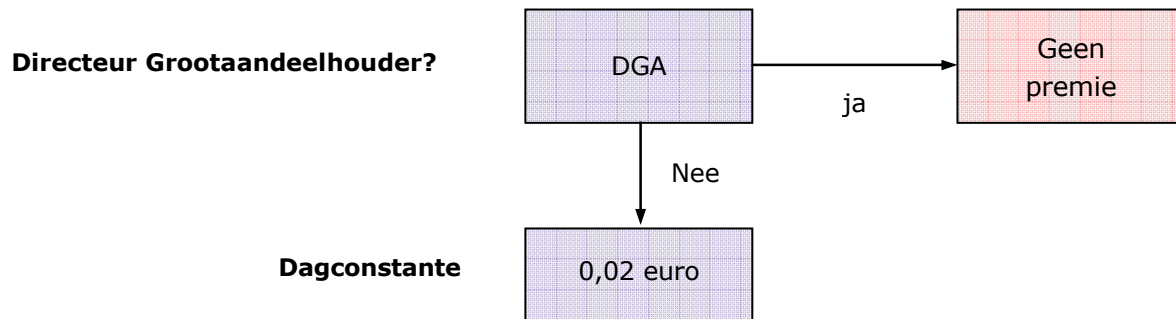 Directeur Grootaandeelhouder?
DGA
ja
Geen
premie
Nee
Dagconstante
0,02 euro